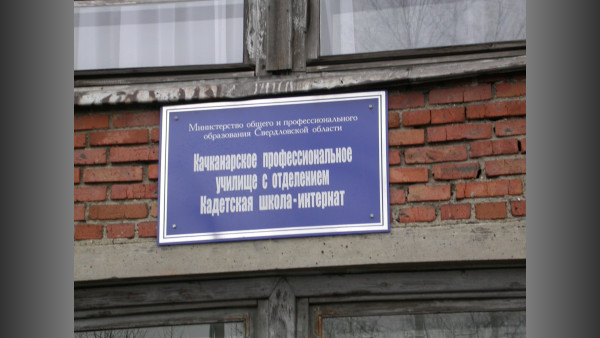 Министерство общего и профессионального
образования Свердловской области
Качканарское профессиональное
училище с отделением
Кадетская школа-интернат